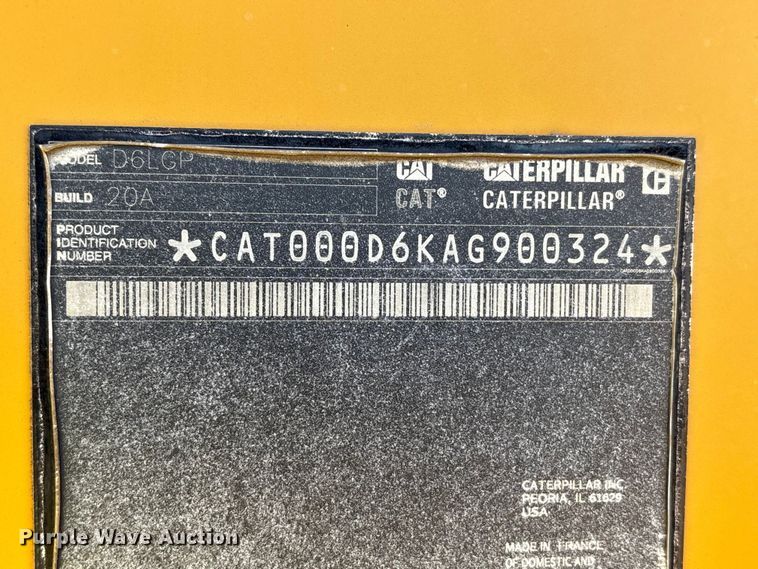 MODEL D6LGP
BUILD 20A
CAT CATERPILLAR
CAT® CATERPILLAR®
PRODUCT
IDENTIFICATION
NUMBER
*CAT000D6KAG900324*
CATERPILLAR INC
PEORIA, IL 61629
USA
MADE IN FRANCE
OF DOMESTIC AND
Purple Wave Auction